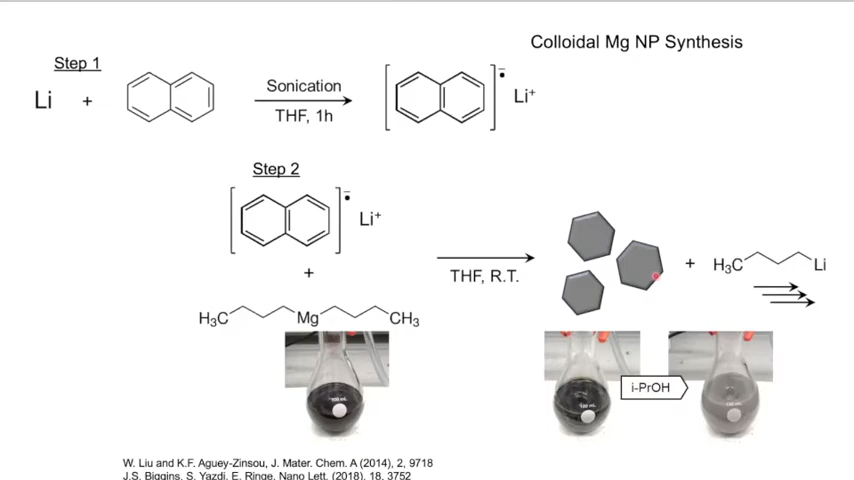 Colloidal Mg NP Synthesis
Step 1
Li + Sonication Li⁺
THF, 1h
Step 2
Li⁺
+
THF, R.T.
+ H₃C Li
H₃C Mg CH₃
i-PrOH
W. Liu and K.F. Aguey-Zinsou, J. Mater. Chem. A (2014), 2, 9718
J.S. Biggins, S. Yazdi, E. Ringe, Nano Lett. (2018), 18, 3752